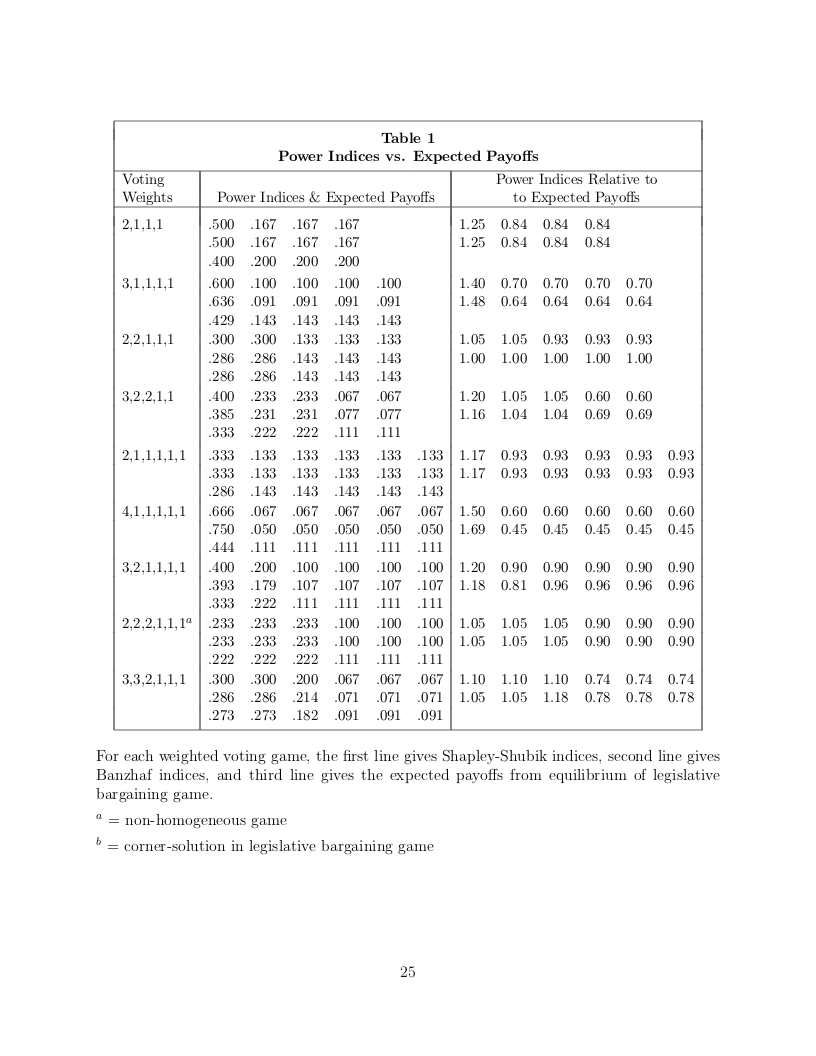 Table 1
Power Indices vs. Expected Payoffs
Voting Power Indices Relative to
Weights Power Indices & Expected Payoffs to Expected Payoffs
2,1,1,1 .500 .167 .167 .167 1.25 0.84 0.84 0.84
.500 .167 .167 .167 1.25 0.84 0.84 0.84
.400 .200 .200 .200
3,1,1,1,1 .600 .100 .100 .100 .100 1.40 0.70 0.70 0.70 0.70
.636 .091 .091 .091 .091 1.48 0.64 0.64 0.64 0.64
.429 .143 .143 .143 .143
2,2,1,1,1 .300 .300 .133 .133 .133 1.05 1.05 0.93 0.93 0.93
.286 .286 .143 .143 .143 1.00 1.00 1.00 1.00 1.00
.286 .286 .143 .143 .143
3,2,2,1,1 .400 .233 .233 .067 .067 1.20 1.05 1.05 0.60 0.60
.385 .231 .231 .077 .077 1.16 1.04 1.04 0.69 0.69
.333 .222 .222 .111 .111
2,1,1,1,1,1 .333 .133 .133 .133 .133 .133 1.17 0.93 0.93 0.93 0.93 0.93
.333 .133 .133 .133 .133 .133 1.17 0.93 0.93 0.93 0.93 0.93
.286 .143 .143 .143 .143 .143
4,1,1,1,1,1 .666 .067 .067 .067 .067 .067 1.50 0.60 0.60 0.60 0.60 0.60
.750 .050 .050 .050 .050 .050 1.69 0.45 0.45 0.45 0.45 0.45
.444 .111 .111 .111 .111 .111
3,2,1,1,1,1 .400 .200 .100 .100 .100 .100 1.20 0.90 0.90 0.90 0.90 0.90
.393 .179 .107 .107 .107 .107 1.18 0.81 0.96 0.96 0.96 0.96
.333 .222 .111 .111 .111 .111
2,2,2,1,1,1a .233 .233 .233 .100 .100 .100 1.05 1.05 1.05 0.90 0.90 0.90
.233 .233 .233 .100 .100 .100 1.05 1.05 1.05 0.90 0.90 0.90
.222 .222 .222 .111 .111 .111
3,3,2,1,1,1 .300 .300 .200 .067 .067 .067 1.10 1.10 1.10 0.74 0.74 0.74
.286 .286 .214 .071 .071 .071 1.05 1.05 1.18 0.78 0.78 0.78
.273 .273 .182 .091 .091 .091
For each weighted voting game, the first line gives Shapley-Shubik indices, second line gives
Banzhaf indices, and third line gives the expected payoffs from equilibrium of legislative
bargaining game.
a = non-homogeneous game
b = corner-solution in legislative bargaining game
25